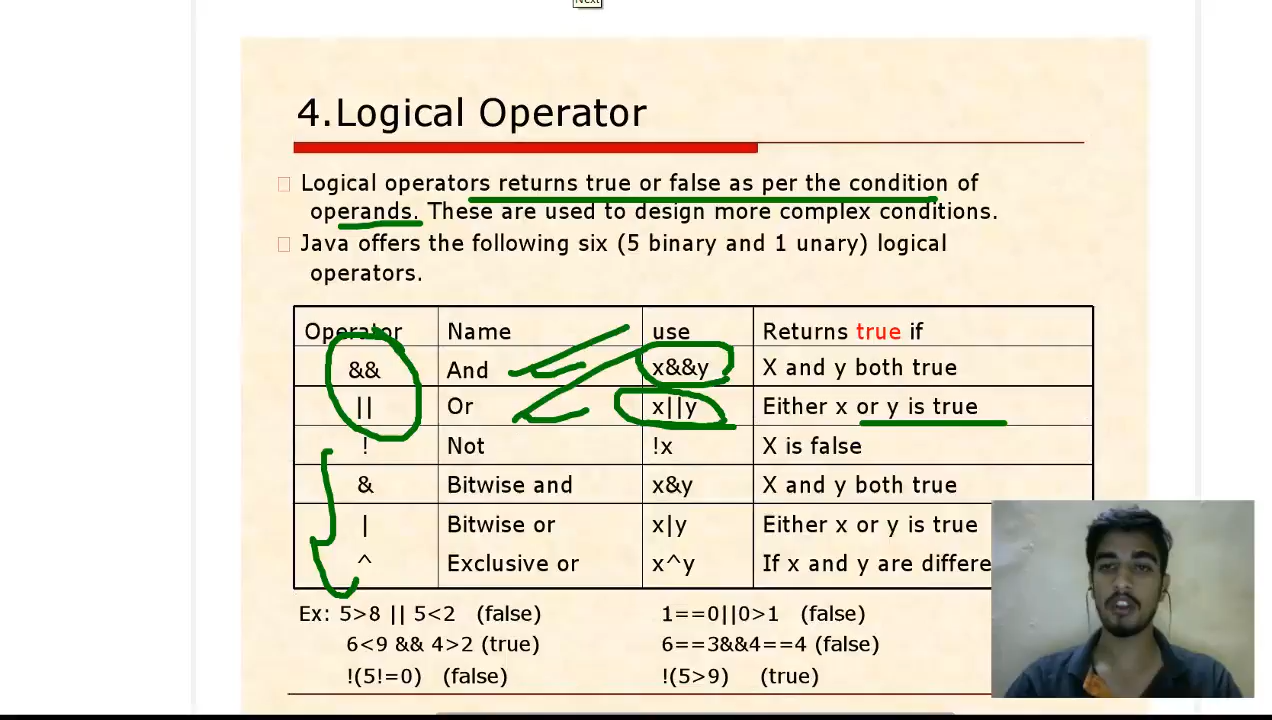 Next
4.Logical Operator
Logical operators returns true or false as per the condition of
operands. These are used to design more complex conditions.
Java offers the following six (5 binary and 1 unary) logical
operators.
Operator Name use Returns true if
&& And x&&y X and y both true
|| Or x||y Either x or y is true
! Not !x X is false
& Bitwise and x&y X and y both true
| Bitwise or x|y Either x or y is true
^ Exclusive or x^y If x and y are differe
Ex: 5>8 || 5<2 (false) 1==0||0>1 (false)
6<9 && 4>2 (true) 6==3&&4==4 (false)
!(5!=0) (false) !(5>9) (true)